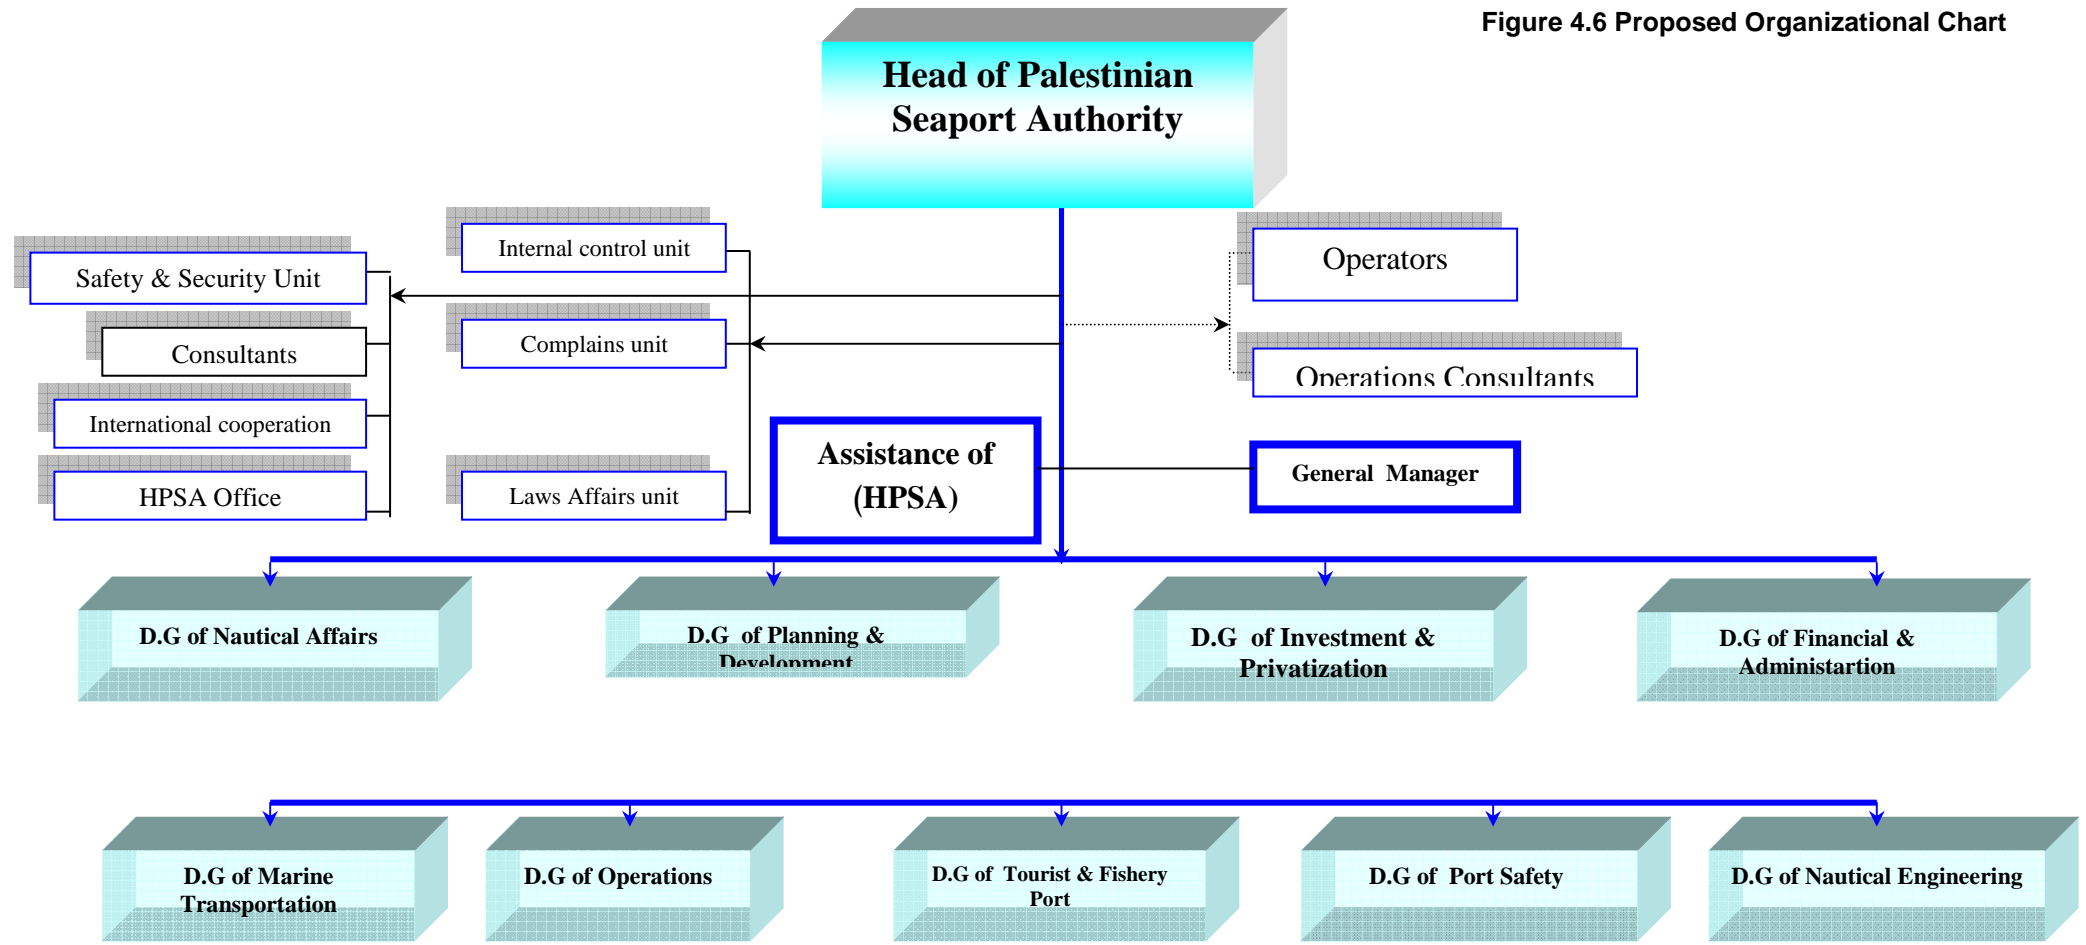 Figure 4.6 Proposed Organizational Chart
Head of Palestinian
Seaport Authority
Safety & Security Unit
Consultants
International cooperation
HPSA Office
Internal control unit
Complains unit
Laws Affairs unit
Operators
Operations Consultants
Assistance of
(HPSA)
General Manager
D.G of Nautical Affairs
D.G of Planning &
Development
D.G of Investment &
Privatization
D.G of Financial &
Administartion
D.G of Marine
Transportation
D.G of Operations
D.G of Tourist & Fishery
Port
D.G of Port Safety
D.G of Nautical Engineering